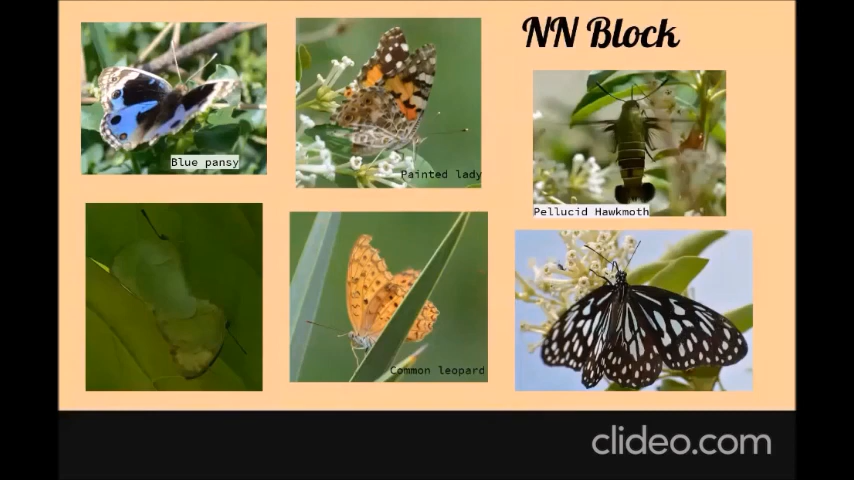 NN Block
Blue pansy
Painted lady
Pellucid Hawkmoth
Common leopard
clideo.com